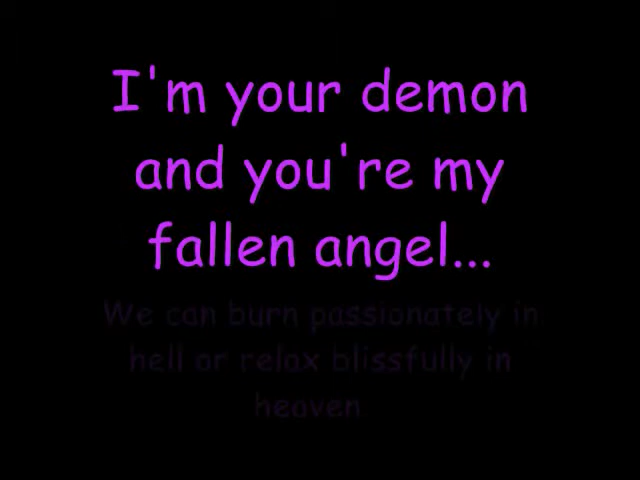 I'm your demon
and you're my
fallen angel...
We can burn passionately in
hell or relax blissfully in
heaven